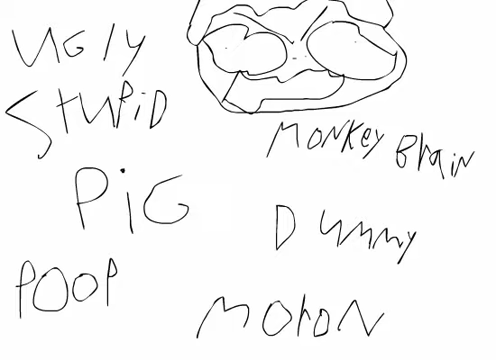 UGly
StupiD
PiG
Poop
MonKey BraiN
Dummy
MoroN